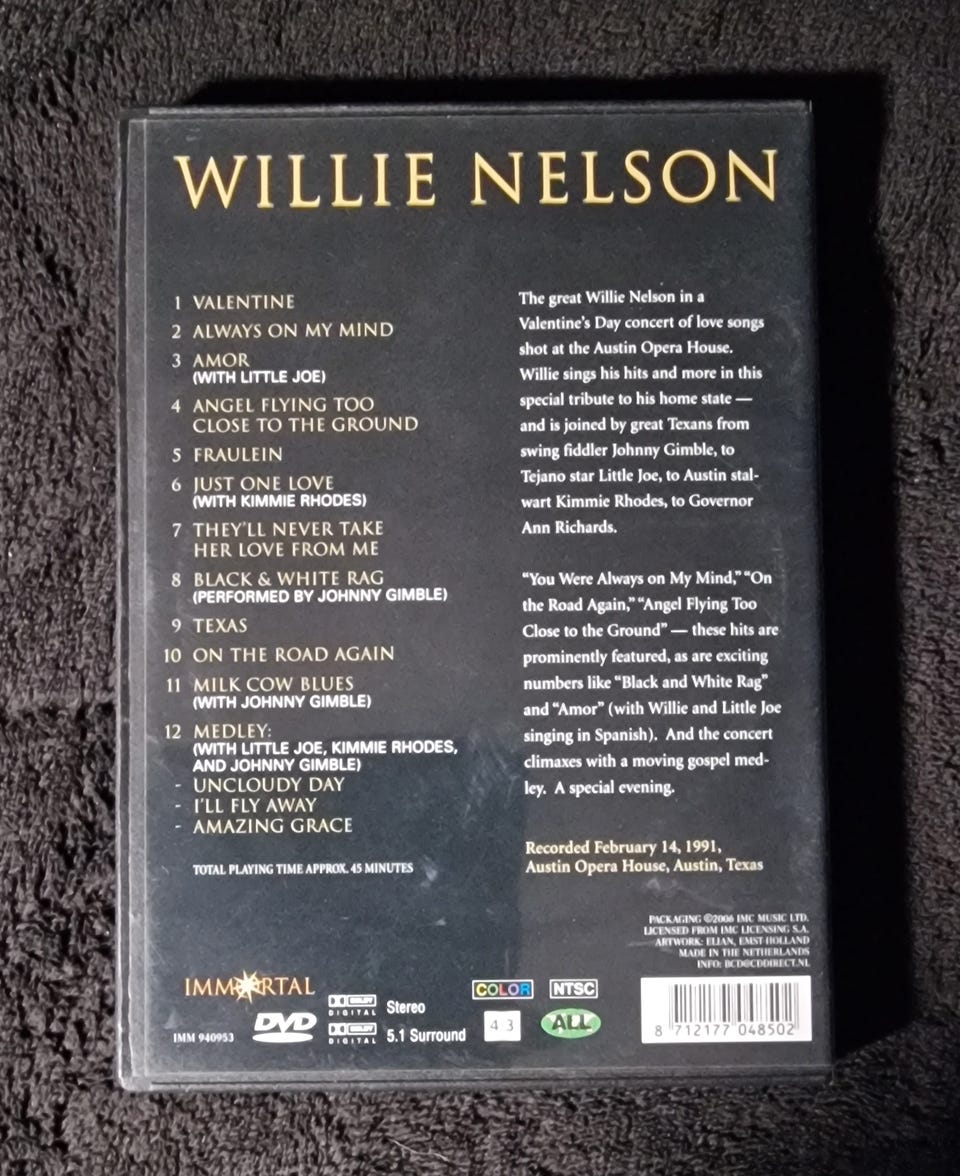 WILLIE NELSON
1 VALENTINE
2 ALWAYS ON MY MIND
3 AMOR
(WITH LITTLE JOE)
4 ANGEL FLYING TOO
CLOSE TO THE GROUND
5 FRAULEIN
6 JUST ONE LOVE
(WITH KIMMIE RHODES)
7 THEY'LL NEVER TAKE
HER LOVE FROM ME
8 BLACK & WHITE RAG
(PERFORMED BY JOHNNY GIMBLE)
9 TEXAS
10 ON THE ROAD AGAIN
11 MILK COW BLUES
(WITH JOHNNY GIMBLE)
12 MEDLEY:
(WITH LITTLE JOE, KIMMIE RHODES,
AND JOHNNY GIMBLE)
- UNCLOUDY DAY
- I'LL FLY AWAY
- AMAZING GRACE
TOTAL PLAYING TIME APPROX. 45 MINUTES
The great Willie Nelson in a
Valentine's Day concert of love songs
shot at the Austin Opera House.
Willie sings his hits and more in this
special tribute to his home state —
and is joined by great Texans from
swing fiddler Johnny Gimble, to
Tejano star Little Joe, to Austin stal-
wart Kimmie Rhodes, to Governor
Ann Richards.
“You Were Always on My Mind,” “On
the Road Again,” “Angel Flying Too
Close to the Ground” — these hits are
prominently featured, as are exciting
numbers like “Black and White Rag”
and “Amor” (with Willie and Little Joe
singing in Spanish). And the concert
climaxes with a moving gospel med-
ley. A special evening.
Recorded February 14, 1991,
Austin Opera House, Austin, Texas
PACKAGING ©2006 IMC MUSIC LTD.
LICENSED FROM IMC LICENSING S.A.
ARTWORK: ELIAN, EMST-HOLLAND
MADE IN THE NETHERLANDS
INFO: BCD@CDDIRECT.NL
IMMORTAL
IMM 940953
DVD
DOLBY
DIGITAL
Stereo
DOLBY
DIGITAL
5.1 Surround
COLOR
NTSC
4 3
ALL
8 712177 048502